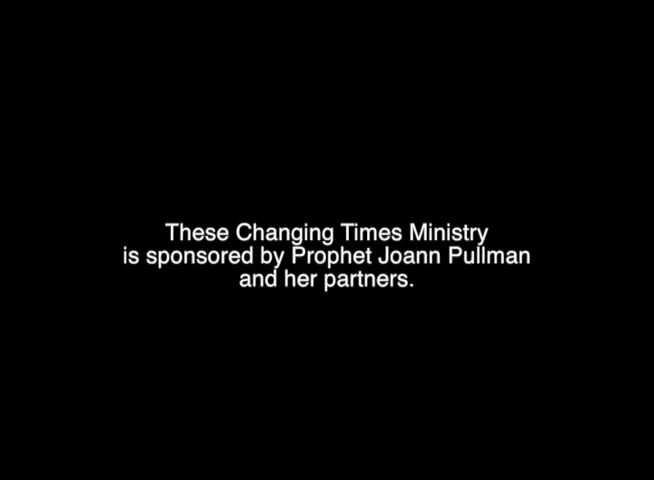 These Changing Times Ministry
is sponsored by Prophet Joann Pullman
and her partners.